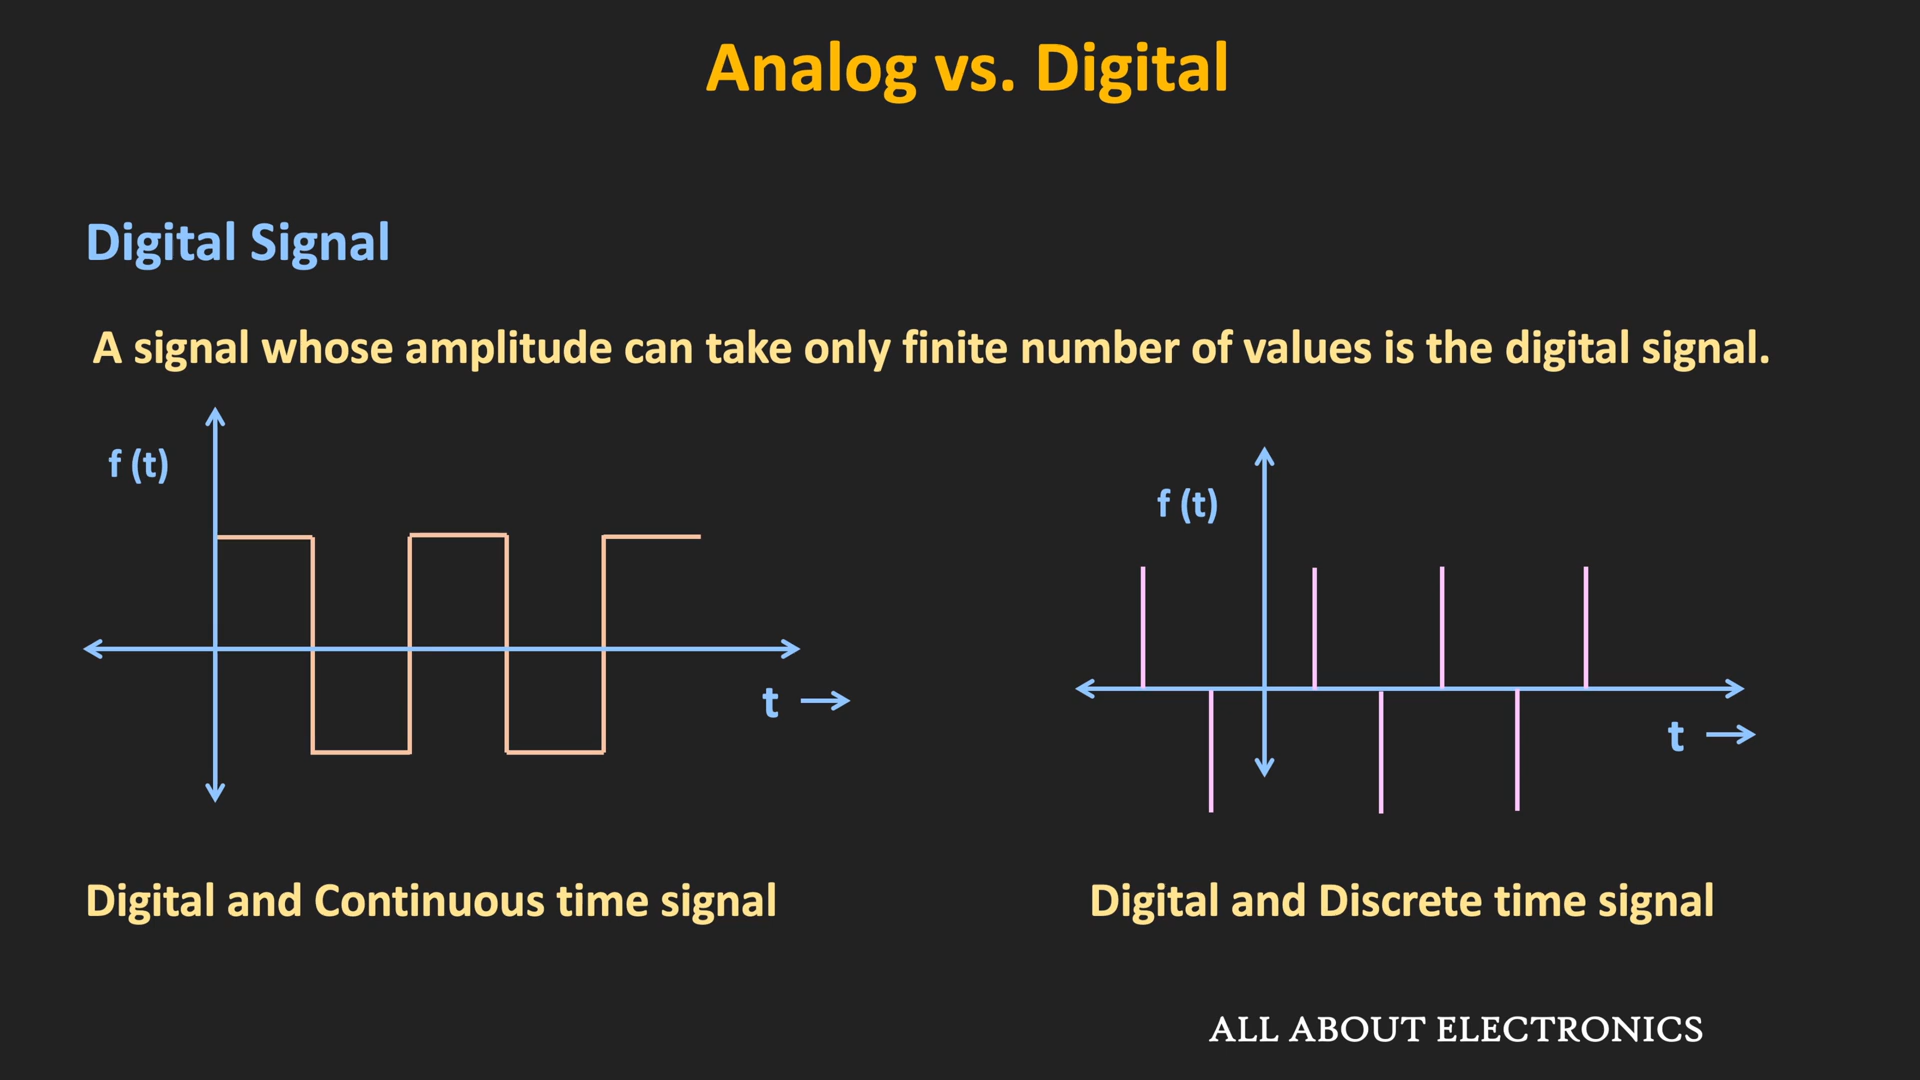 Analog vs. Digital
Digital Signal
A signal whose amplitude can take only finite number of values is the digital signal.
f (t)
t
Digital and Continuous time signal
f (t)
t
Digital and Discrete time signal
ALL ABOUT ELECTRONICS